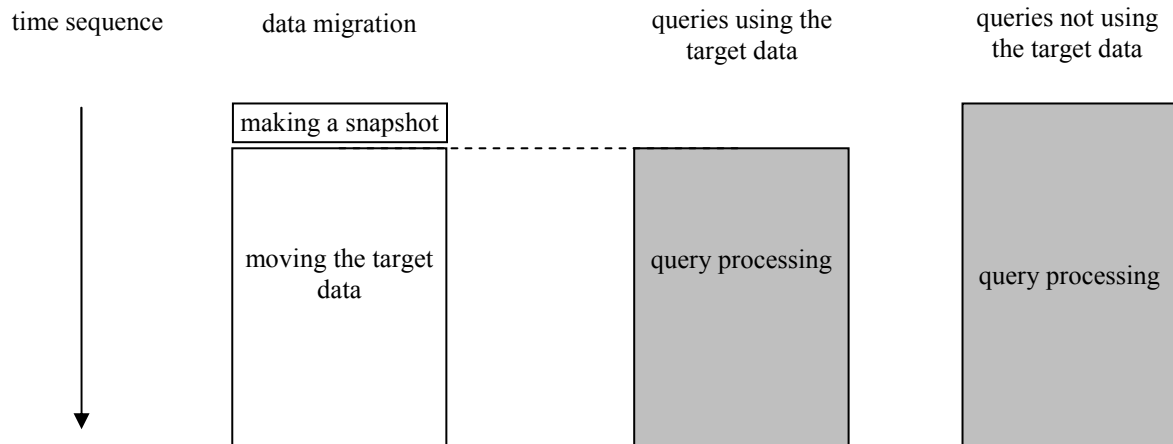 time sequence
data migration
queries using the
target data
queries not using
the target data
making a snapshot
moving the target
data
query processing
query processing